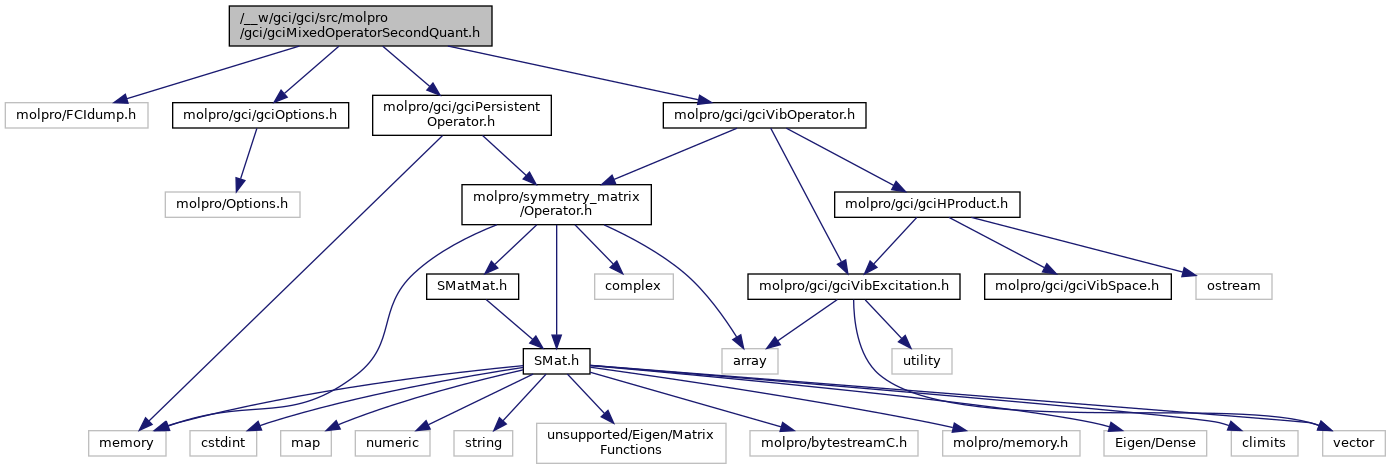 /__w/gci/gci/src/molpro
/gci/gciMixedOperatorSecondQuant.h
molpro/FCIdump.h
molpro/gci/gciOptions.h
molpro/gci/gciPersistent
Operator.h
molpro/gci/gciVibOperator.h
molpro/Options.h
molpro/symmetry_matrix
/Operator.h
molpro/gci/gciHProduct.h
SMatMat.h
complex
molpro/gci/gciVibExcitation.h
molpro/gci/gciVibSpace.h
ostream
SMat.h
array
utility
memory
cstdint
map
numeric
string
unsupported/Eigen/Matrix
Functions
molpro/bytestreamC.h
molpro/memory.h
Eigen/Dense
climits
vector